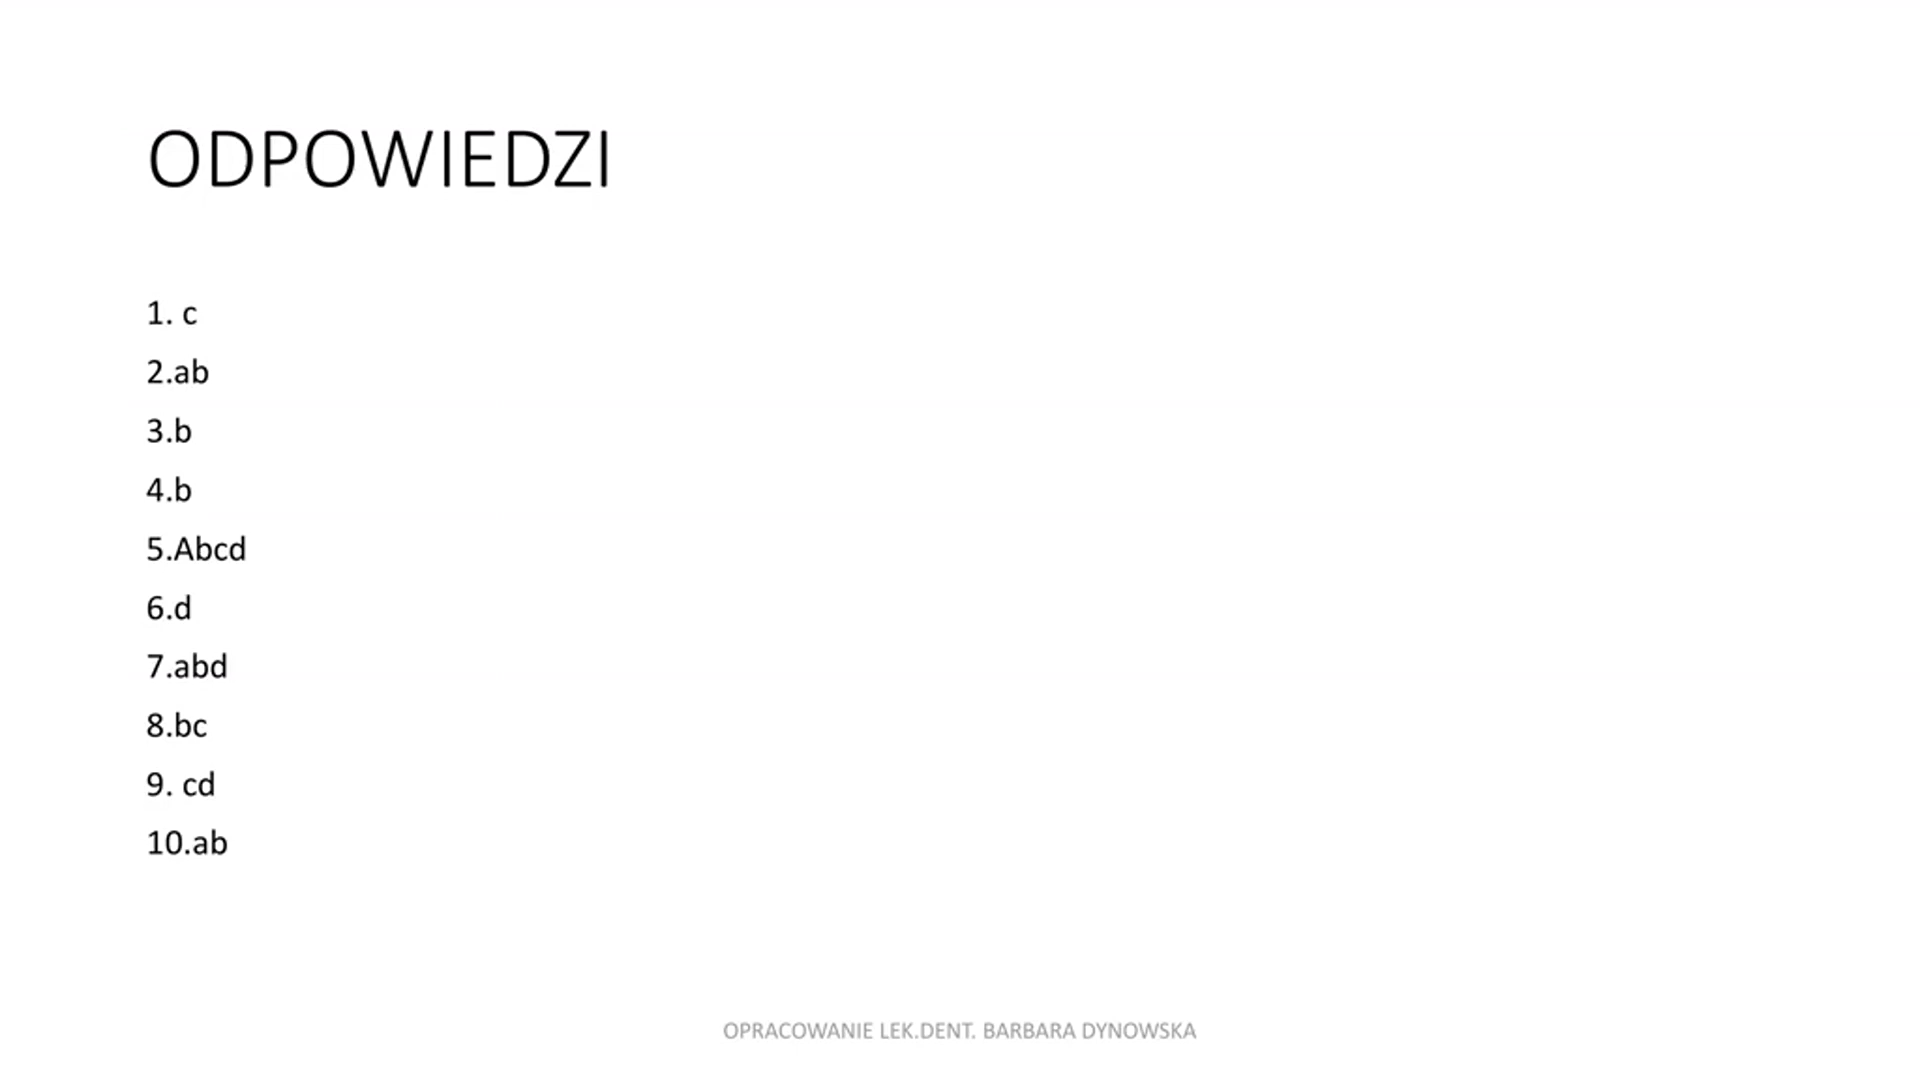 ODPOWIEDZI
1. c
2.ab
3.b
4.b
5.Abcd
6.d
7.abd
8.bc
9. cd
10.ab
OPRACOWANIE LEK.DENT. BARBARA DYNOWSKA